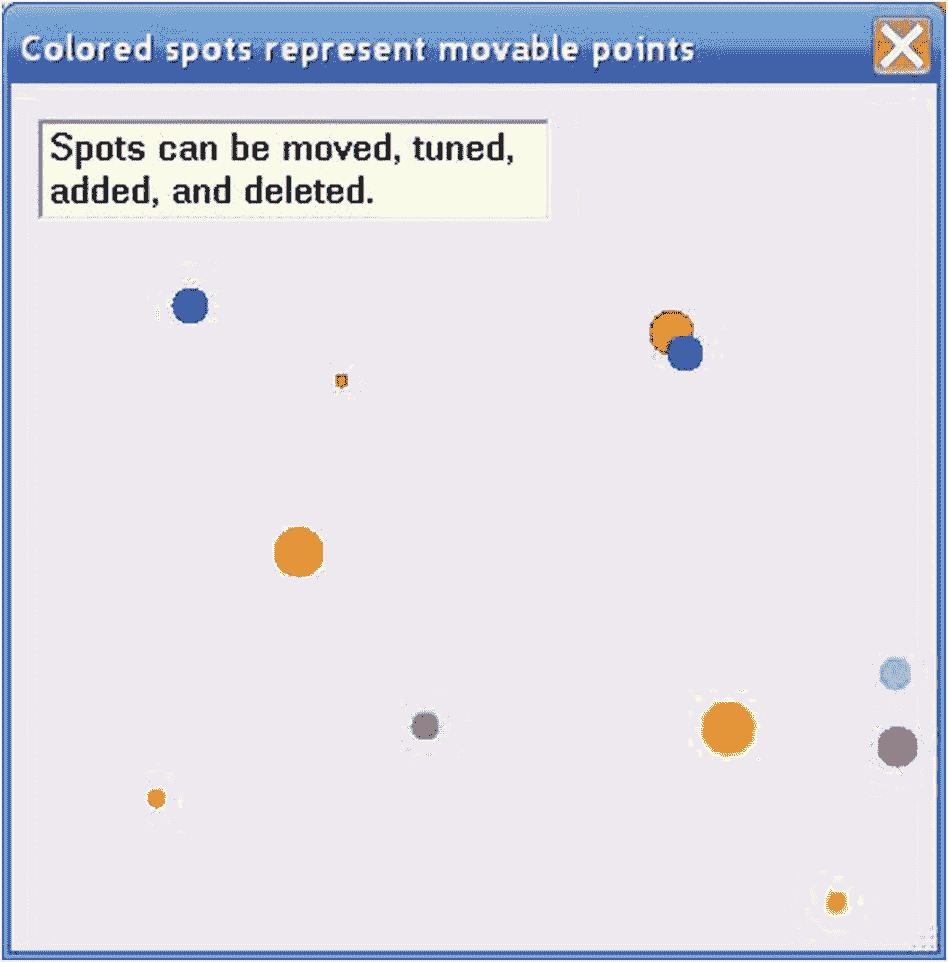 Colored spots represent movable points
Spots can be moved, tuned,
added, and deleted.